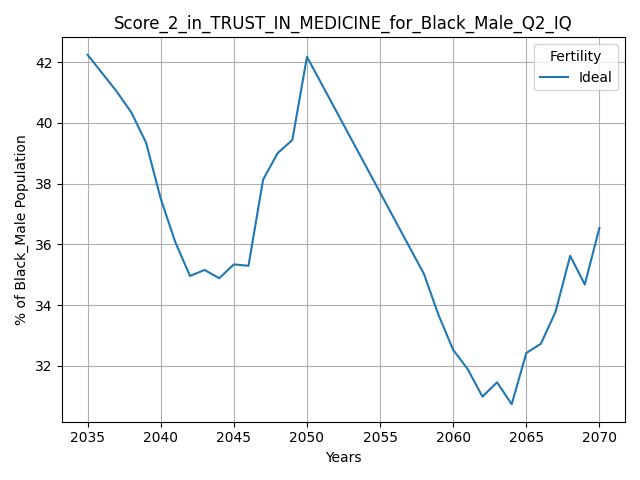 Score_2_in_TRUST_IN_MEDICINE_for_Black_Male_Q2_IQ
Fertility
Ideal
% of Black_Male Population
42
40
38
36
34
32
2035 2040 2045 2050 2055 2060 2065 2070
Years